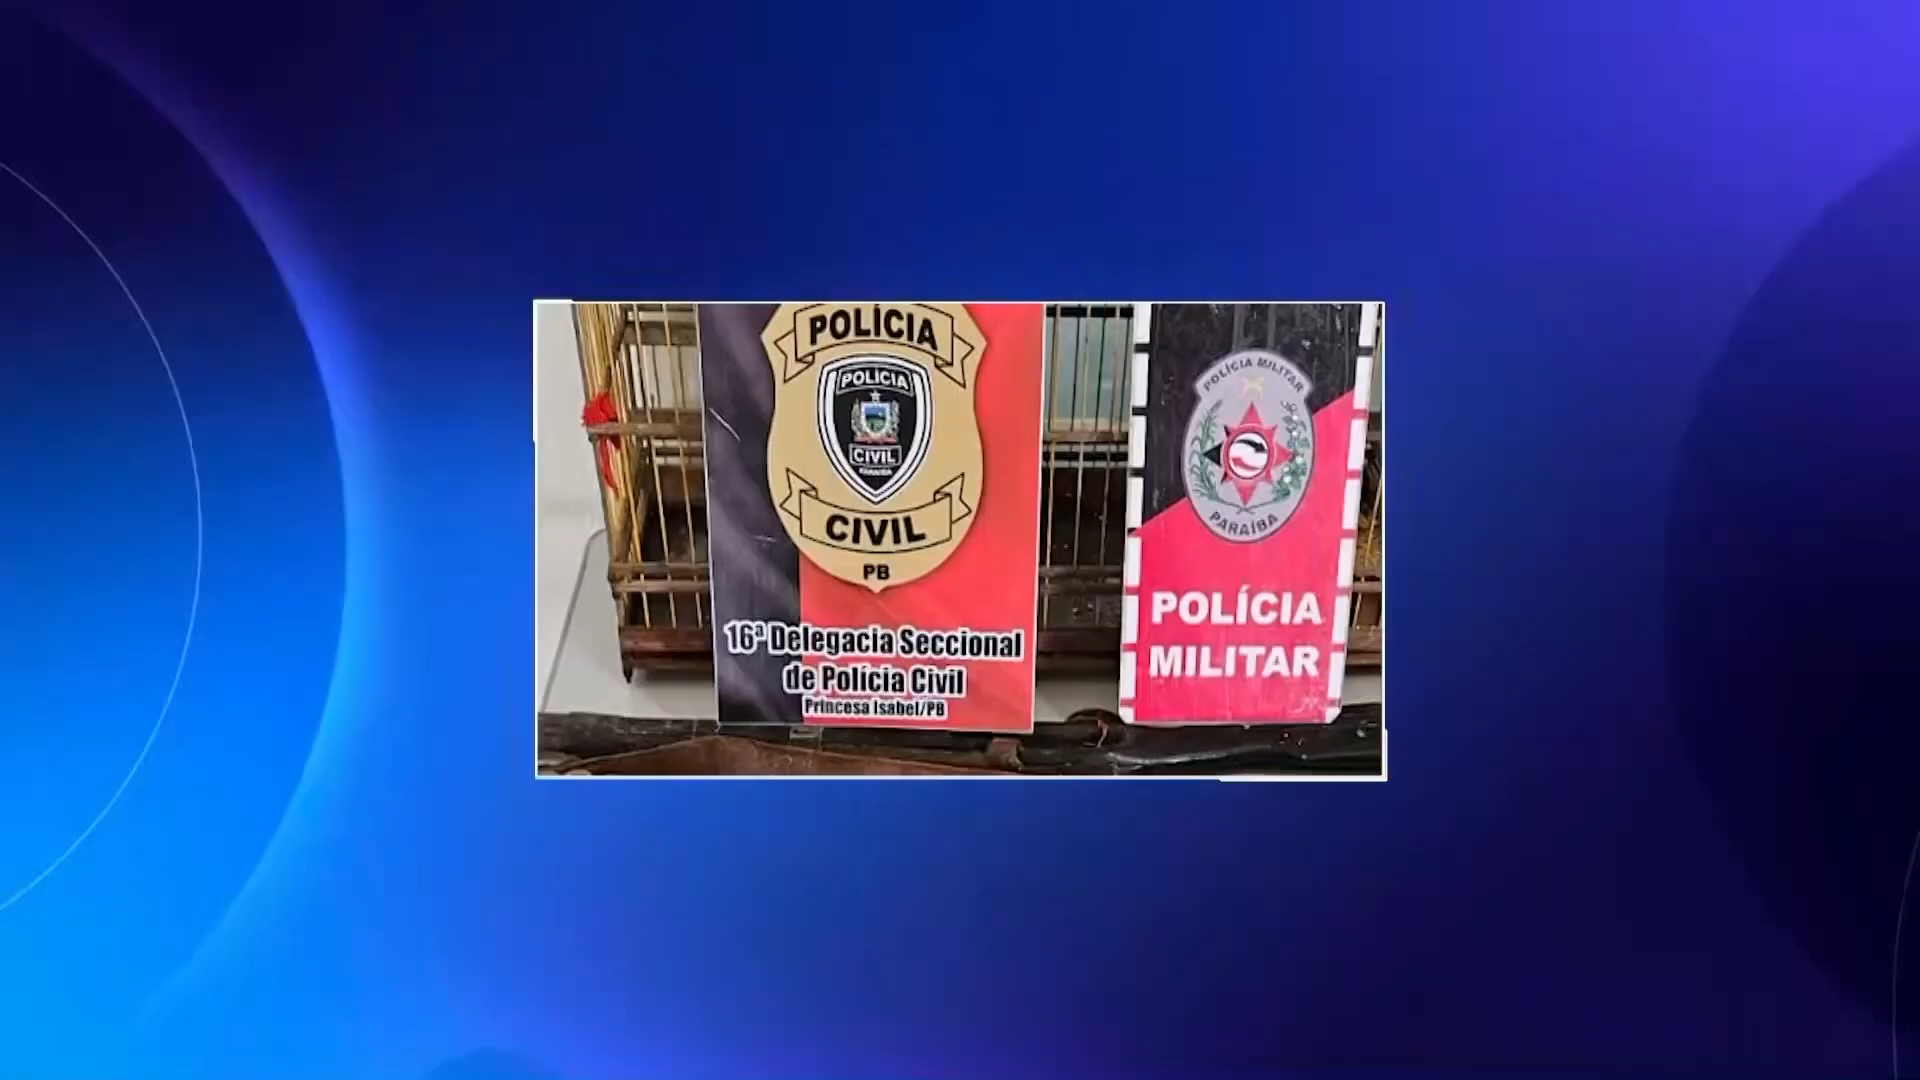 POLÍCIA
POLÍCIA
CIVIL
PARAÍBA
CIVIL
PB
16ª Delegacia Seccional
de Polícia Civil
Princesa Isabel/PB
POLÍCIA MILITAR
PARAÍBA
POLÍCIA
MILITAR